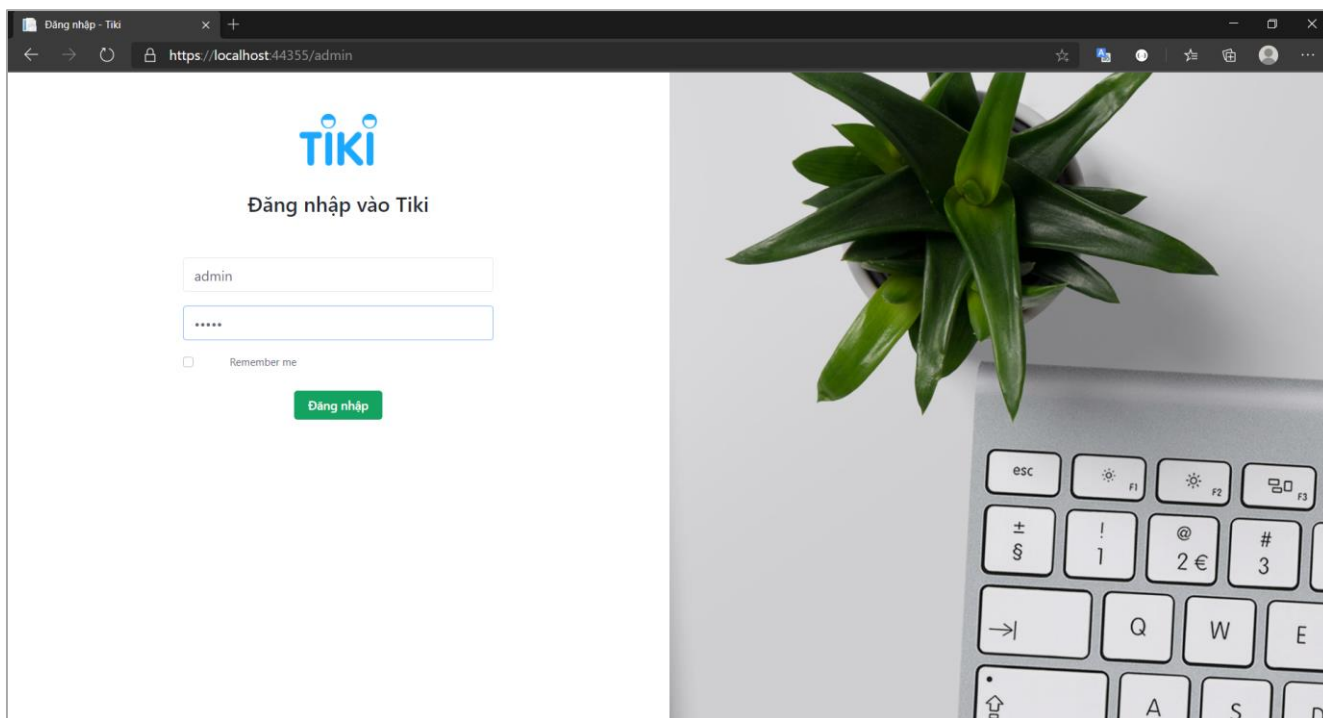 Đăng nhập - Tiki
https://localhost:44355/admin
TIKI
Đăng nhập vào Tiki
admin
•••••
Remember me
Đăng nhập
esc
F1
F2
F3
± § ! 1 @ 2 € # 3
Q W E
A S D